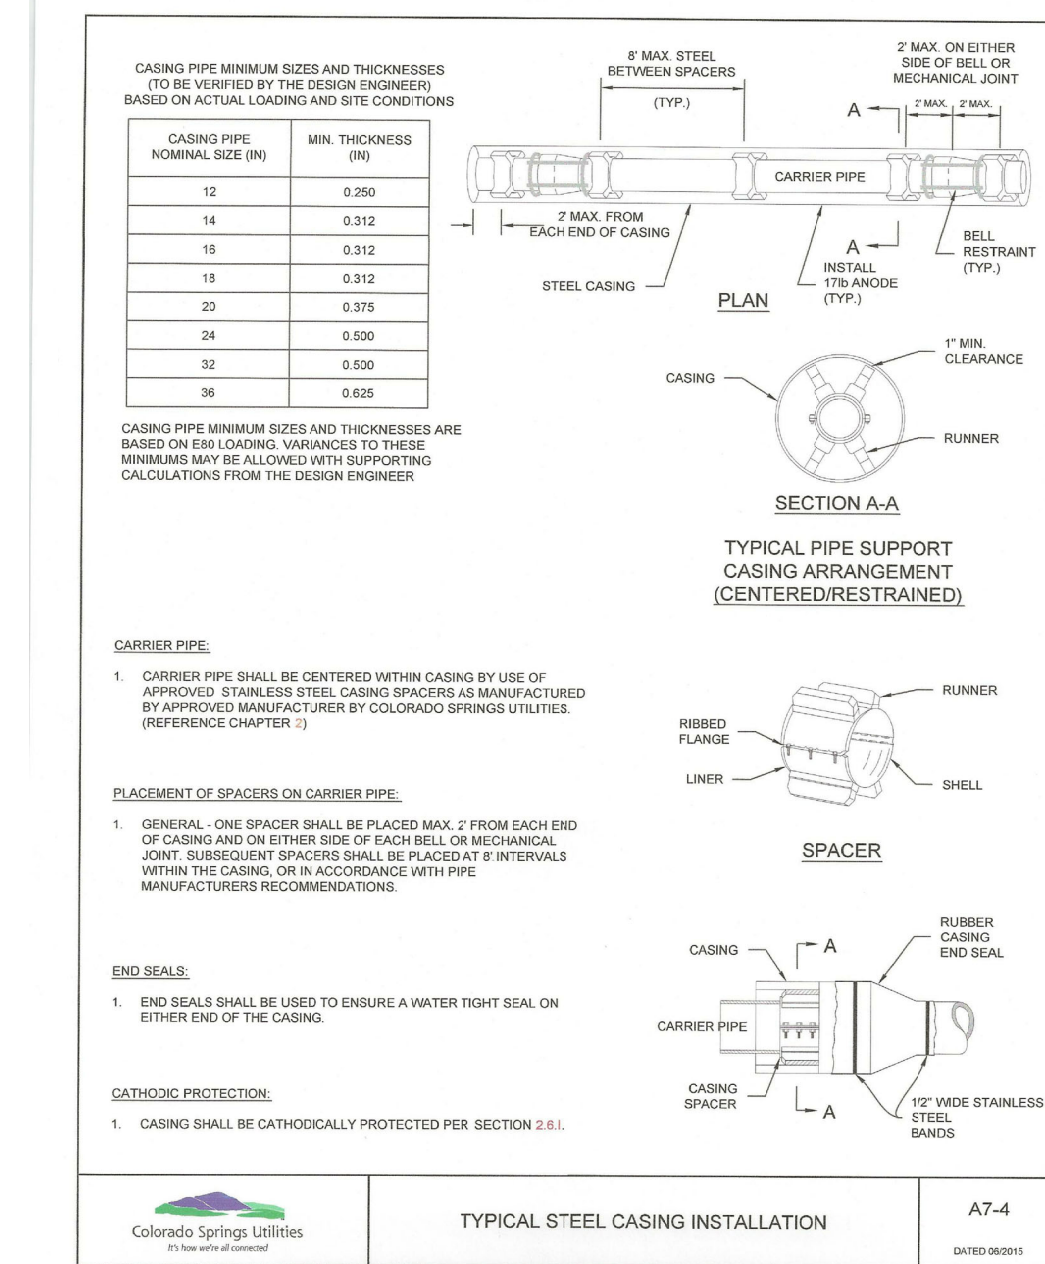 CASING PIPE MINIMUM SIZES AND THICKNESSES
(TO BE VERIFIED BY THE DESIGN ENGINEER)
BASED ON ACTUAL LOADING AND SITE CONDITIONS
CASING PIPE
NOMINAL SIZE (IN)
MIN. THICKNESS
(IN)
12 0.250
14 0.312
16 0.312
18 0.312
20 0.375
24 0.500
32 0.500
36 0.625
CASING PIPE MINIMUM SIZES AND THICKNESSES ARE
BASED ON E80 LOADING. VARIANCES TO THESE
MINIMUMS MAY BE ALLOWED WITH SUPPORTING
CALCULATIONS FROM THE DESIGN ENGINEER
8' MAX. STEEL
BETWEEN SPACERS
(TYP.)
2' MAX. ON EITHER
SIDE OF BELL OR
MECHANICAL JOINT
A
2' MAX. 2' MAX.
CARRIER PIPE
2' MAX. FROM
EACH END OF CASING
STEEL CASING
A
INSTALL
17lb ANODE
(TYP.)
BELL
RESTRAINT
(TYP.)
PLAN
1" MIN.
CLEARANCE
CASING
RUNNER
SECTION A-A
TYPICAL PIPE SUPPORT
CASING ARRANGEMENT
(CENTERED/RESTRAINED)
CARRIER PIPE:
1. CARRIER PIPE SHALL BE CENTERED WITHIN CASING BY USE OF
APPROVED STAINLESS STEEL CASING SPACERS AS MANUFACTURED
BY APPROVED MANUFACTURER BY COLORADO SPRINGS UTILITIES.
(REFERENCE CHAPTER 2)
PLACEMENT OF SPACERS ON CARRIER PIPE:
1. GENERAL - ONE SPACER SHALL BE PLACED MAX. 2' FROM EACH END
OF CASING AND ON EITHER SIDE OF EACH BELL OR MECHANICAL
JOINT. SUBSEQUENT SPACERS SHALL BE PLACED AT 8' INTERVALS
WITHIN THE CASING, OR IN ACCORDANCE WITH PIPE
MANUFACTURERS RECOMMENDATIONS.
END SEALS:
1. END SEALS SHALL BE USED TO ENSURE A WATER TIGHT SEAL ON
EITHER END OF THE CASING.
CATHODIC PROTECTION:
1. CASING SHALL BE CATHODICALLY PROTECTED PER SECTION 2.6.I.
RUNNER
RIBBED
FLANGE
LINER
SHELL
SPACER
RUBBER
CASING
END SEAL
CASING
A
CARRIER PIPE
CASING
SPACER
A
1/2" WIDE STAINLESS
STEEL
BANDS
Colorado Springs Utilities
It's how we're all connected
TYPICAL STEEL CASING INSTALLATION
A7-4
DATED 06/2015